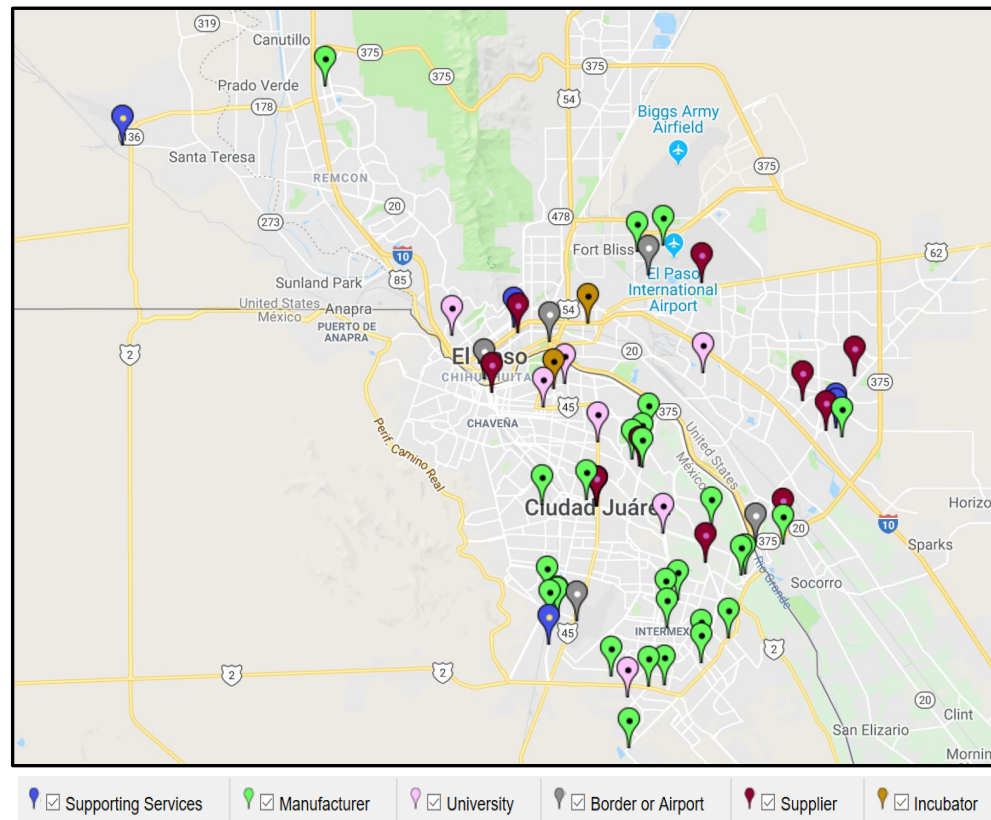 319
Canutillo
375
375
375
Prado Verde
54
178
Biggs Army
Airfield
136
Santa Teresa
375
REMCON
20
478
273
Fort Bliss
62
10
85
El Paso
International
Airport
Sunland Park
United States
México
Anapra
54
PUERTO DE
ANAPRA
20
2
El Paso
CHIHUAHUITA
375
45
375
CHAVEÑA
Perif. Camino Real
United States
México
Ciudad Juárez
Horizo
10
20
375
Sparks
Rio Grande
Socorro
45
INTERMEX
2
2
2
20
Clint
San Elizario
Mornin
Supporting Services
Manufacturer
University
Border or Airport
Supplier
Incubator